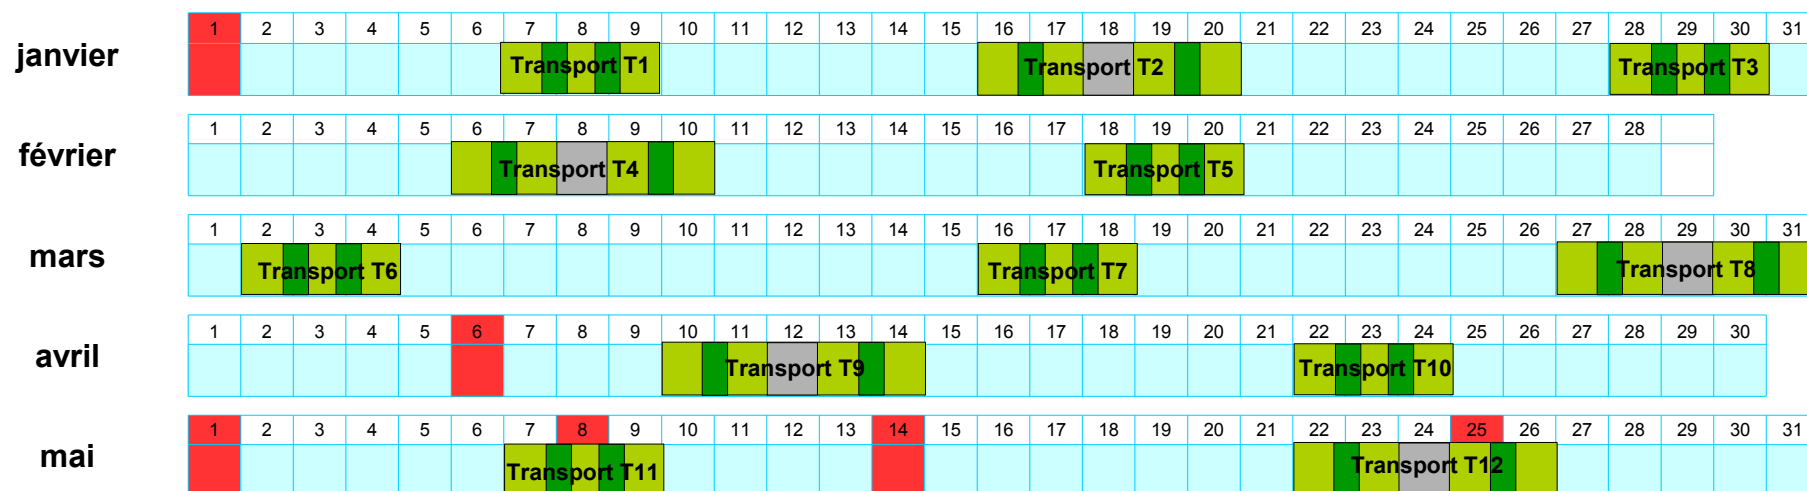 janvier
1 2 3 4 5 6 7 8 9 10 11 12 13 14 15 16 17 18 19 20 21 22 23 24 25 26 27 28 29 30 31
Transport T1 Transport T2 Transport T3
février
1 2 3 4 5 6 7 8 9 10 11 12 13 14 15 16 17 18 19 20 21 22 23 24 25 26 27 28
Transport T4 Transport T5
mars
1 2 3 4 5 6 7 8 9 10 11 12 13 14 15 16 17 18 19 20 21 22 23 24 25 26 27 28 29 30 31
Transport T6 Transport T7 Transport T8
avril
1 2 3 4 5 6 7 8 9 10 11 12 13 14 15 16 17 18 19 20 21 22 23 24 25 26 27 28 29 30
Transport T9 Transport T10
mai
1 2 3 4 5 6 7 8 9 10 11 12 13 14 15 16 17 18 19 20 21 22 23 24 25 26 27 28 29 30 31
Transport T11 Transport T12